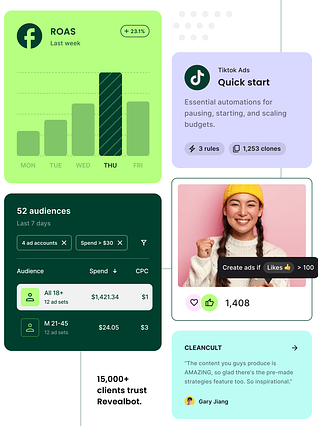 ROAS
Last week
+ 23.1%
MON TUE WED THU FRI
Tiktok Ads
Quick start
Essential automations for
pausing, starting, and scaling
budgets.
3 rules
1,253 clones
52 audiences
Last 7 days
4 ad accounts
Spend > $30
Audience Spend CPC
All 18+
12 ad sets
$1,421.34 $1
M 21-45
12 ad sets
$24.05 $3
Create ads if Likes 👍 > 100
1,408
15,000+
clients trust
Revealbot.
CLEANCULT
"The content you guys produce is
AMAZING, so glad there's the pre-made
strategies feature too. So inspirational."
Gary Jiang